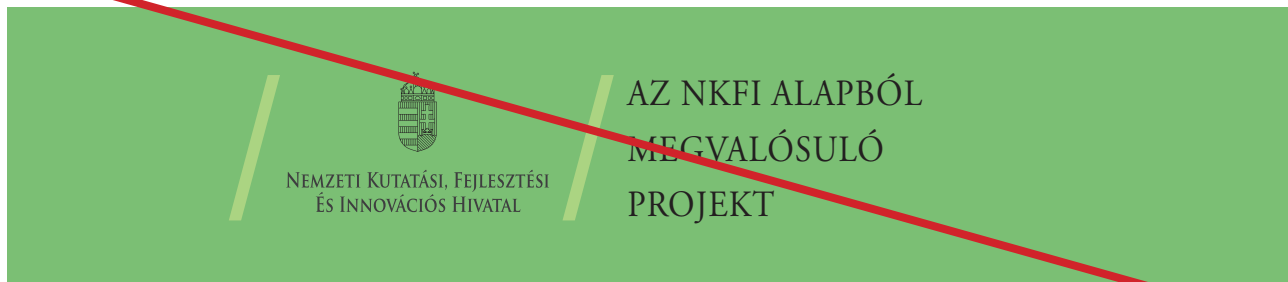 NEMZETI KUTATÁSI, FEJLESZTÉSI
ÉS INNOVÁCIÓS HIVATAL
AZ NKFI ALAPBÓL
MEGVALÓSULÓ
PROJEKT